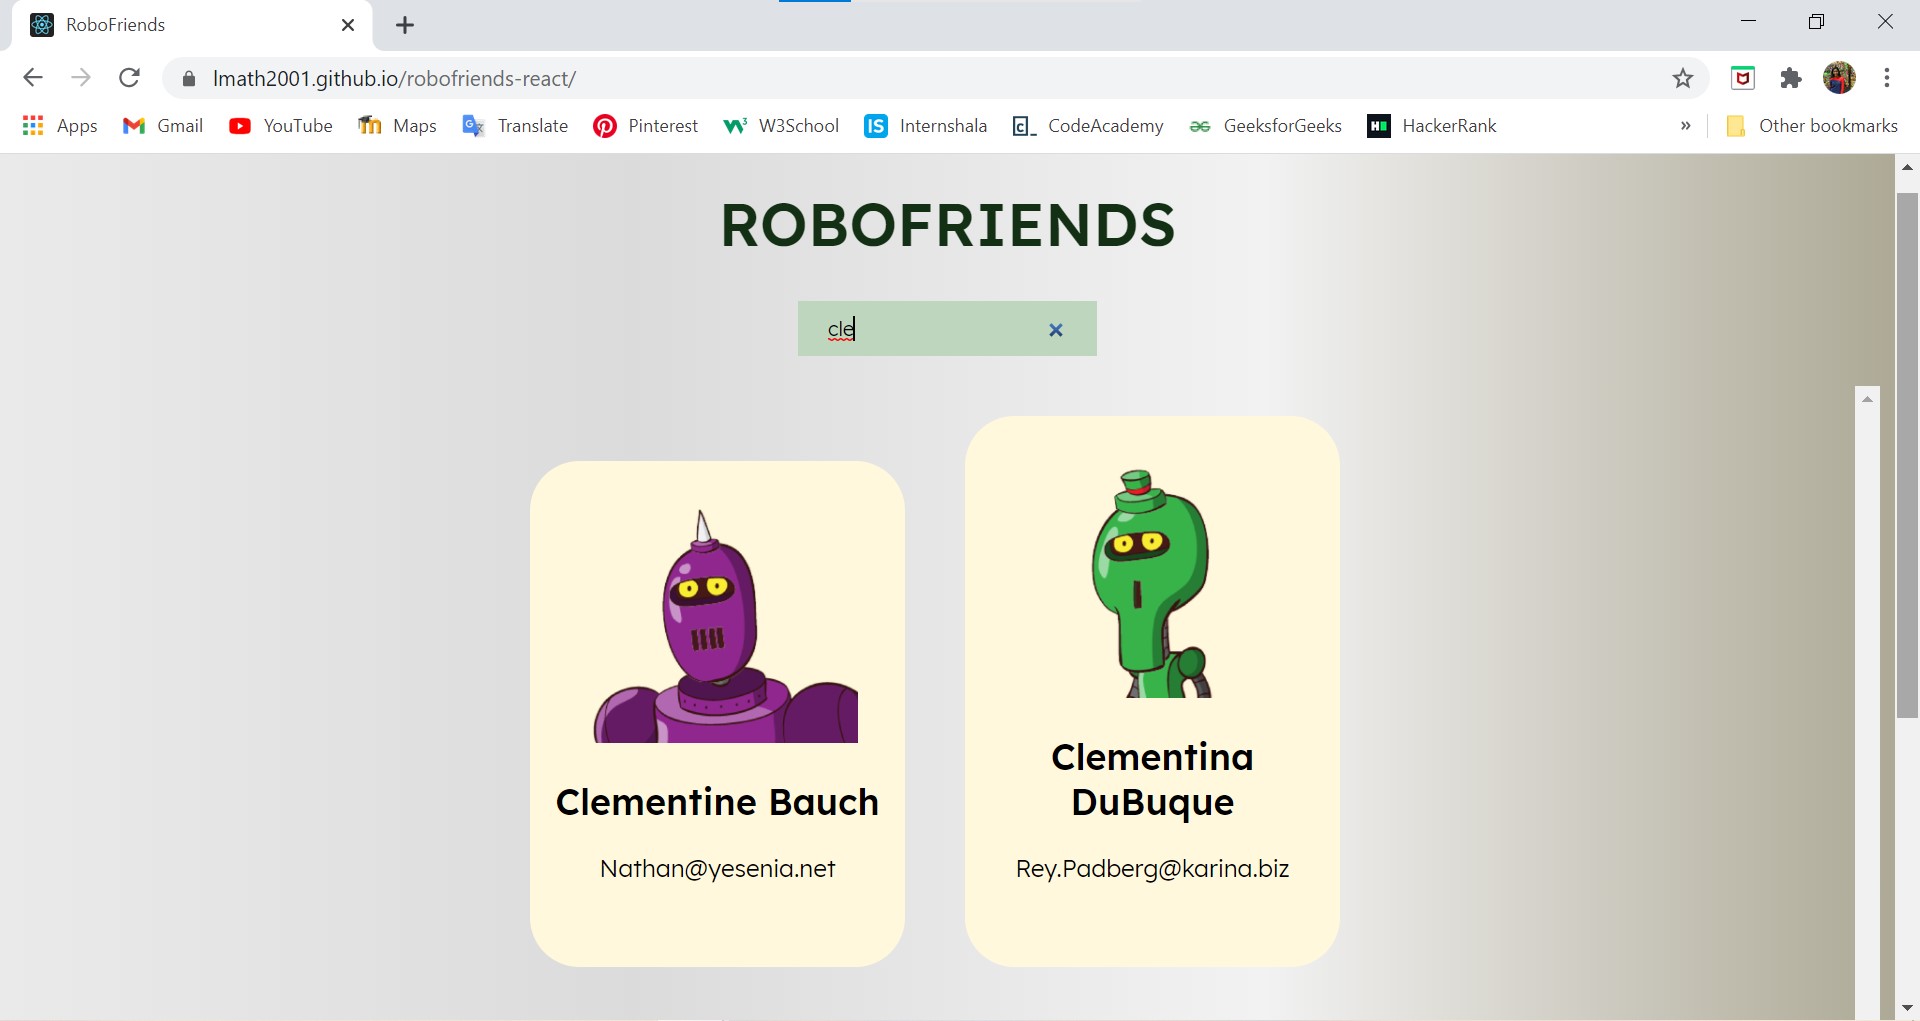 RoboFriends
lmath2001.github.io/robofriends-react/
Apps Gmail YouTube Maps Translate Pinterest W3School Internshala CodeAcademy GeeksforGeeks HackerRank » Other bookmarks
ROBOFRIENDS
cle
Clementine Bauch
Nathan@yesenia.net
Clementina
DuBuque
Rey.Padberg@karina.biz